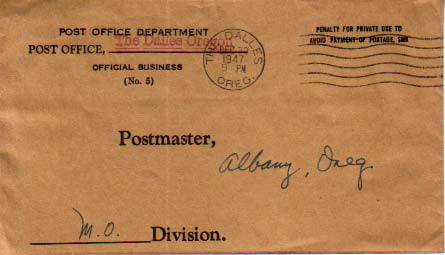 POST OFFICE DEPARTMENT
POST OFFICE, The Dalles Oregon
OFFICIAL BUSINESS
(No. 5)
THE DALLES
1947
9 PM
OREG.
PENALTY FOR PRIVATE USE TO
AVOID PAYMENT OF POSTAGE, $300
Postmaster,
Albany, Oreg.
M.O. Division.